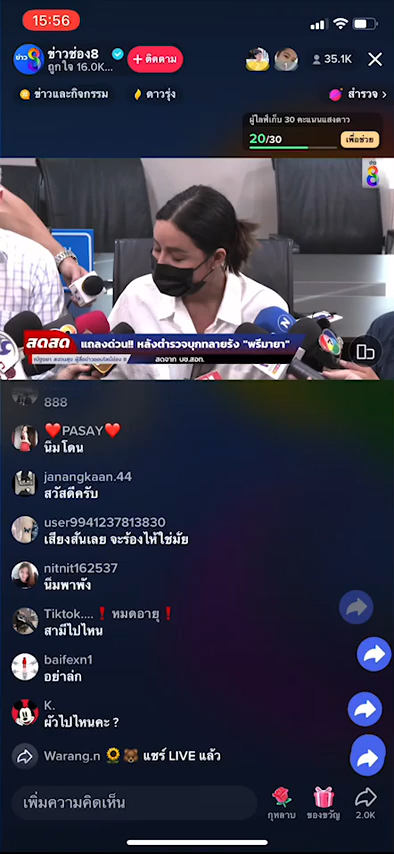 15:56
ข่าวช่อง8
ถูกใจ 16.0K...
+ ติดตาม
35.1K
ข่าวและกิจกรรม
ดาวรุ่ง
สำรวจ >
ผู้ไลฟ์เก็บ 30 คะแนนแสงดาว
20/30
เพื่อช่วย
สดสด
แถลงด่วน!! หลังตำรวจบุกทลายรัง "พรีมายา"
สดจาก บช.สอท.
888
❤️PASAY❤️
นิ่มโดน
janangkaan.44
สวัสดีครับ
user9941237813830
เสียงสั่นเลย จะร้องไห้ใช่มั้ย
nitnit162537
นิ่มพาพัง
Tiktok....❗หมดอายุ❗
สามีไปไหน
baifexn1
อย่าล่ก
K.
ผัวไปไหนคะ ?
Warang.n 🌻🐻 แชร์ LIVE แล้ว
เพิ่มความคิดเห็น
กุหลาบ
ของขวัญ
2.0K